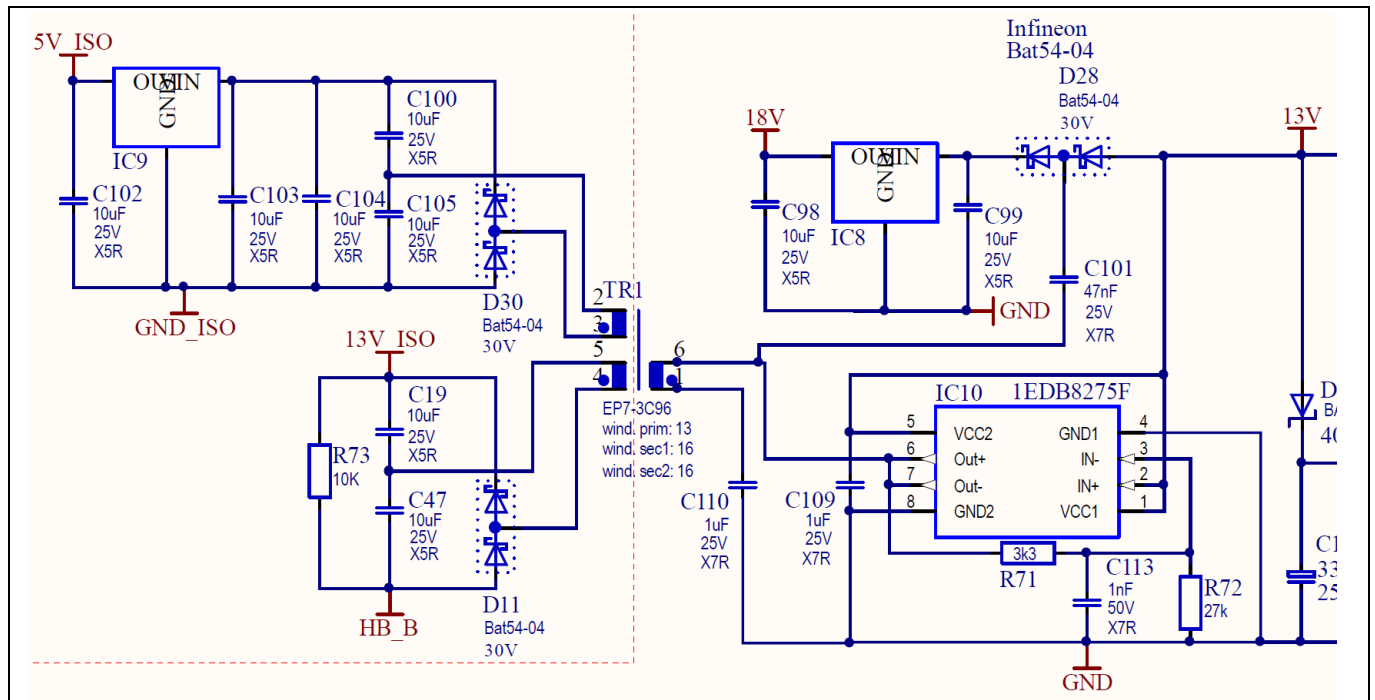 Infineon
Bat54-04
D28
Bat54-04
30V
5V_ISO
OUT
VIN
GND
IC9
C100
10uF
25V
X5R
C102
10uF
25V
X5R
C103
10uF
25V
X5R
C104
10uF
25V
X5R
C105
10uF
25V
X5R
D30
Bat54-04
30V
GND_ISO
18V
OUT
VIN
GND
IC8
C98
10uF
25V
X5R
C99
10uF
25V
X5R
GND
C101
47nF
25V
X7R
13V
13V_ISO
C19
10uF
25V
X5R
R73
10K
C47
10uF
25V
X5R
D11
Bat54-04
30V
HB_B
TR1
2
3
5
4
6
1
EP7-3C96
wind. prim: 13
wind. sec1: 16
wind. sec2: 16
C110
1uF
25V
X7R
C109
1uF
25V
X7R
IC10 1EDB8275F
5 VCC2 GND1 4
6 Out+ IN- 3
7 Out- IN+ 2
8 GND2 VCC1 1
3k3
R71
C113
1nF
50V
X7R
R72
27k
GND